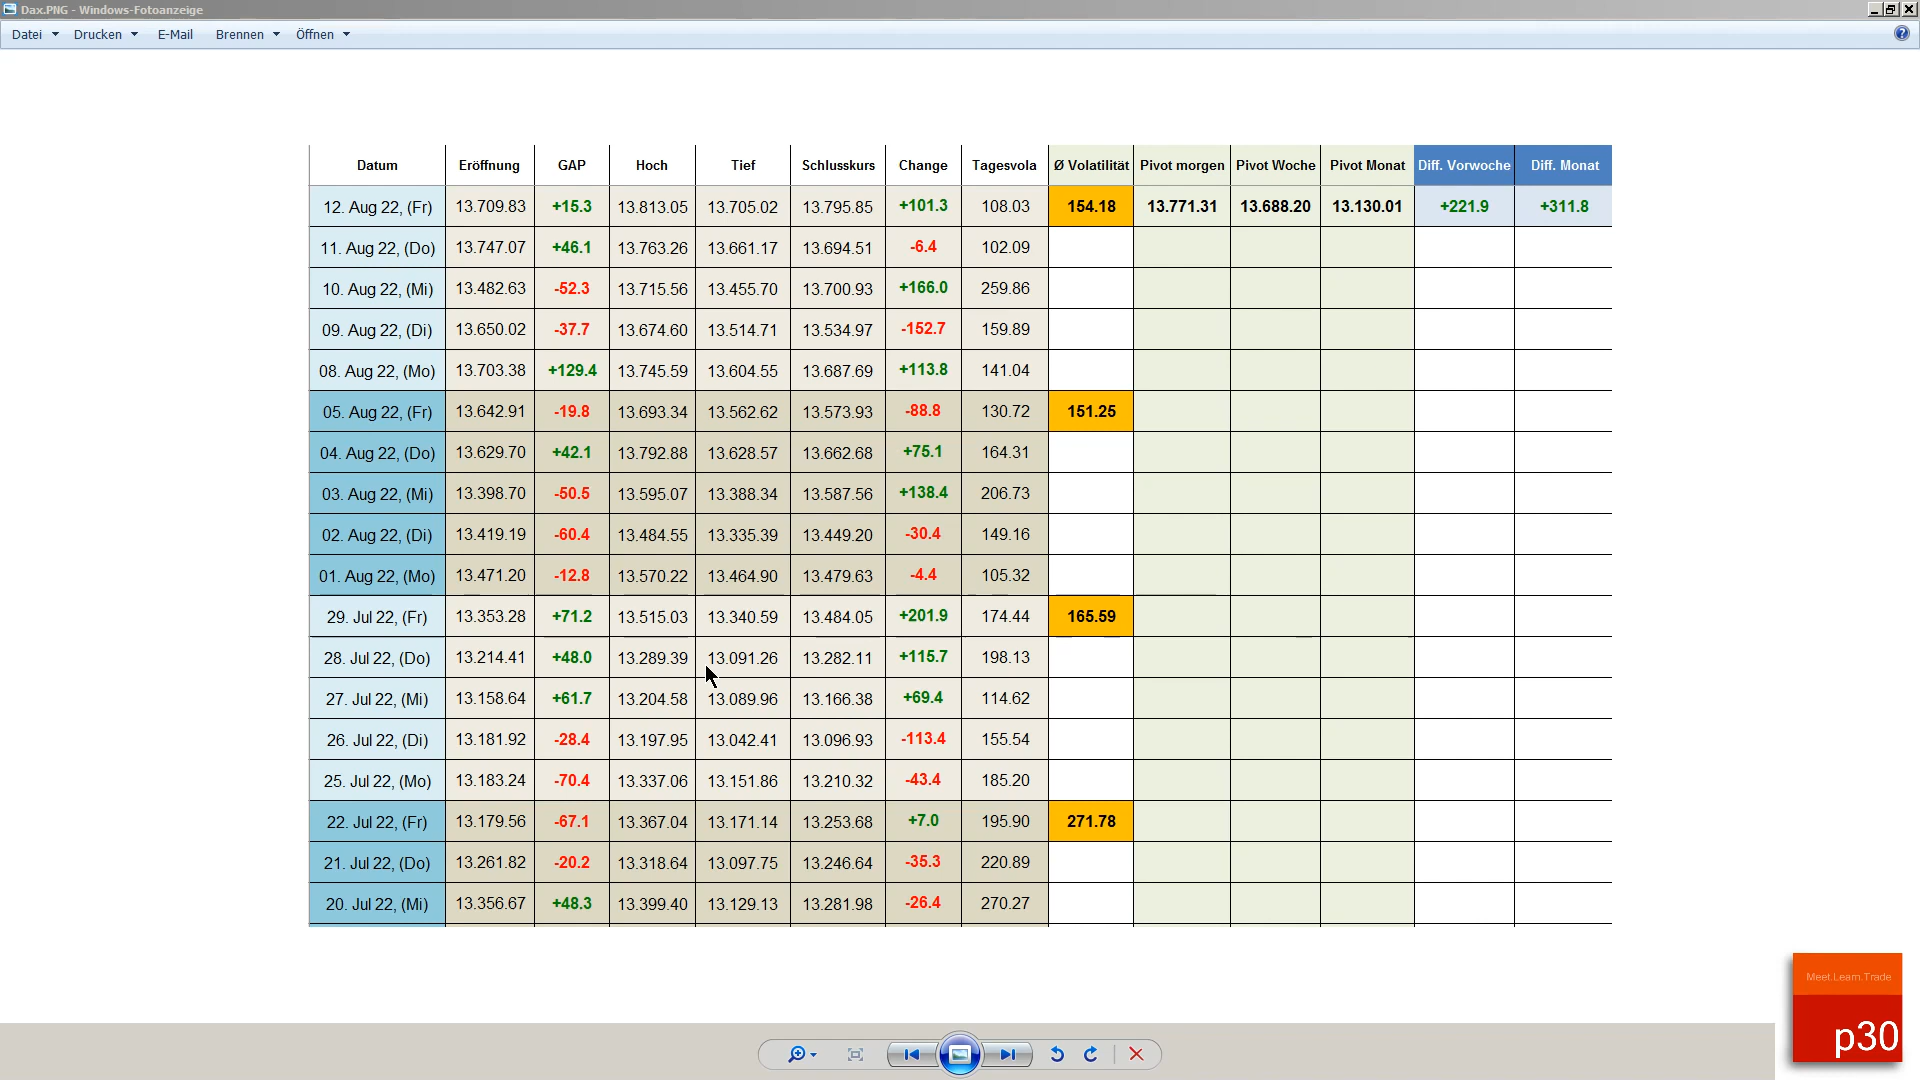 Dax.PNG - Windows-Fotoanzeige
Datei Drucken E-Mail Brennen Öffnen
Datum Eröffnung GAP Hoch Tief Schlusskurs Change Tagesvola Ø Volatilität Pivot morgen Pivot Woche Pivot Monat Diff. Vorwoche Diff. Monat
12. Aug 22, (Fr) 13.709.83 +15.3 13.813.05 13.705.02 13.795.85 +101.3 108.03 154.18 13.771.31 13.688.20 13.130.01 +221.9 +311.8
11. Aug 22, (Do) 13.747.07 +46.1 13.763.26 13.661.17 13.694.51 -6.4 102.09
10. Aug 22, (Mi) 13.482.63 -52.3 13.715.56 13.455.70 13.700.93 +166.0 259.86
09. Aug 22, (Di) 13.650.02 -37.7 13.674.60 13.514.71 13.534.97 -152.7 159.89
08. Aug 22, (Mo) 13.703.38 +129.4 13.745.59 13.604.55 13.687.69 +113.8 141.04
05. Aug 22, (Fr) 13.642.91 -19.8 13.693.34 13.562.62 13.573.93 -88.8 130.72 151.25
04. Aug 22, (Do) 13.629.70 +42.1 13.792.88 13.628.57 13.662.68 +75.1 164.31
03. Aug 22, (Mi) 13.398.70 -50.5 13.595.07 13.388.34 13.587.56 +138.4 206.73
02. Aug 22, (Di) 13.419.19 -60.4 13.484.55 13.335.39 13.449.20 -30.4 149.16
01. Aug 22, (Mo) 13.471.20 -12.8 13.570.22 13.464.90 13.479.63 -4.4 105.32
29. Jul 22, (Fr) 13.353.28 +71.2 13.515.03 13.340.59 13.484.05 +201.9 174.44 165.59
28. Jul 22, (Do) 13.214.41 +48.0 13.289.39 13.091.26 13.282.11 +115.7 198.13
27. Jul 22, (Mi) 13.158.64 +61.7 13.204.58 13.089.96 13.166.38 +69.4 114.62
26. Jul 22, (Di) 13.181.92 -28.4 13.197.95 13.042.41 13.096.93 -113.4 155.54
25. Jul 22, (Mo) 13.183.24 -70.4 13.337.06 13.151.86 13.210.32 -43.4 185.20
22. Jul 22, (Fr) 13.179.56 -67.1 13.367.04 13.171.14 13.253.68 +7.0 195.90 271.78
21. Jul 22, (Do) 13.261.82 -20.2 13.318.64 13.097.75 13.246.64 -35.3 220.89
20. Jul 22, (Mi) 13.356.67 +48.3 13.399.40 13.129.13 13.281.98 -26.4 270.27
Meet.Learn.Trade
p30